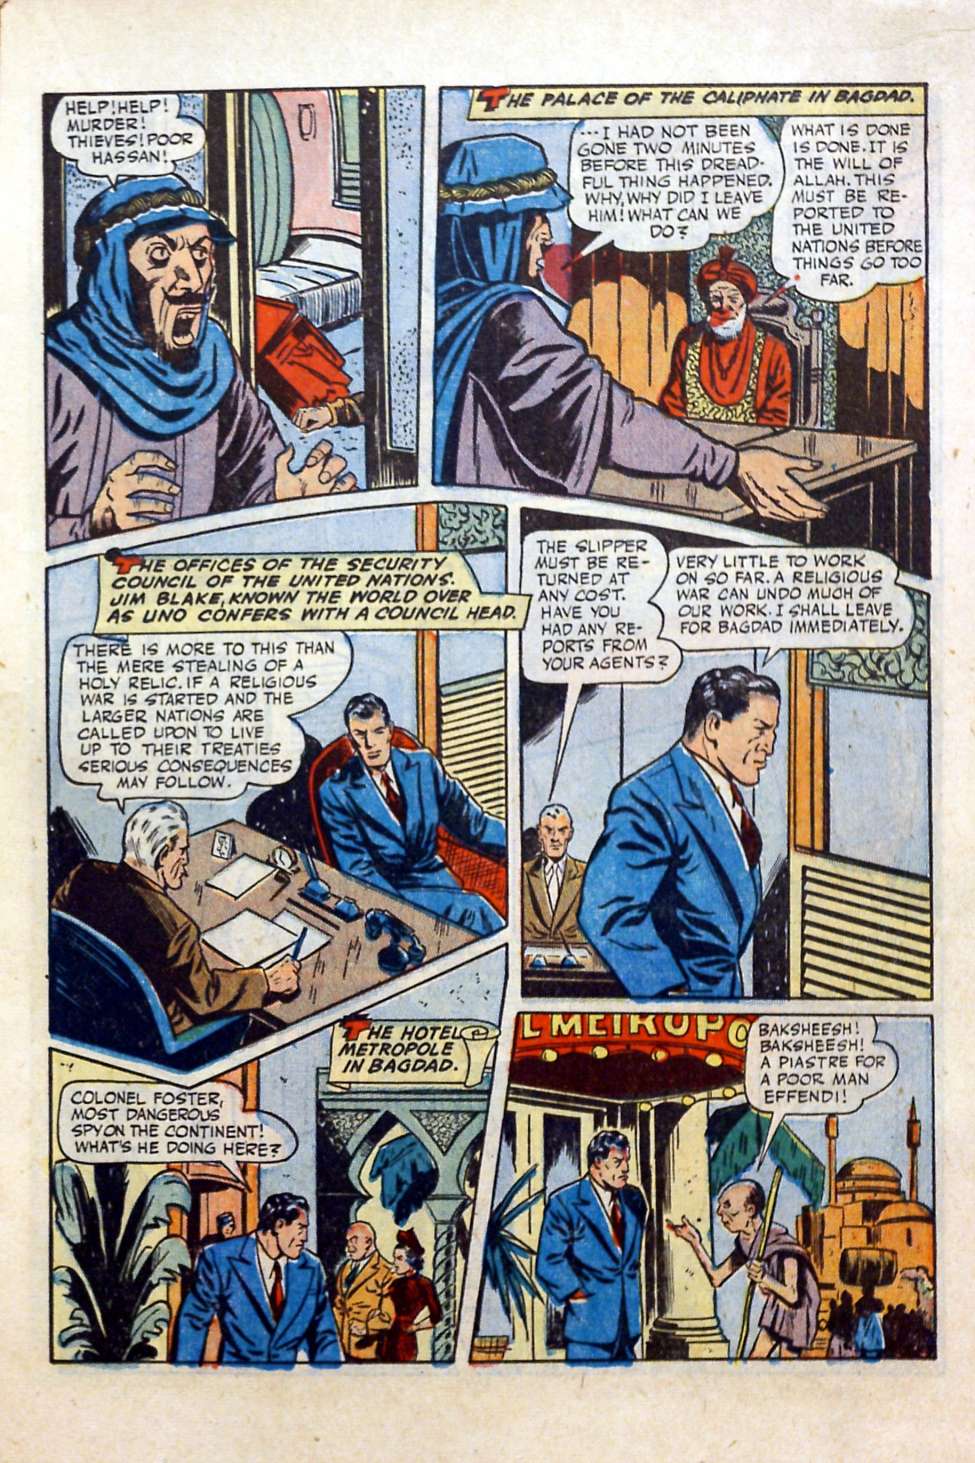 HELP! HELP!
MURDER!
THIEVES! POOR
HASSAN!
THE PALACE OF THE CALIPHATE IN BAGDAD.
--- I HAD NOT BEEN
GONE TWO MINUTES
BEFORE THIS DREAD-
FUL THING HAPPENED.
WHY, WHY DID I LEAVE
HIM! WHAT CAN WE
DO?
WHAT IS DONE
IS DONE. IT IS
THE WILL OF
ALLAH. THIS
MUST BE RE-
PORTED TO
THE UNITED
NATIONS BEFORE
THINGS GO TOO
FAR.
THE OFFICES OF THE SECURITY
COUNCIL OF THE UNITED NATIONS.
JIM BLAKE, KNOWN THE WORLD OVER
AS UNO CONFERS WITH A COUNCIL HEAD.
THERE IS MORE TO THIS THAN
THE MERE STEALING OF A
HOLY RELIC. IF A RELIGIOUS
WAR IS STARTED AND THE
LARGER NATIONS ARE
CALLED UPON TO LIVE
UP TO THEIR TREATIES
SERIOUS CONSEQUENCES
MAY FOLLOW.
THE SLIPPER
MUST BE RE-
TURNED AT
ANY COST.
HAVE YOU
HAD ANY RE-
PORTS FROM
YOUR AGENTS?
VERY LITTLE TO WORK
ON SO FAR. A RELIGIOUS
WAR CAN UNDO MUCH OF
OUR WORK. I SHALL LEAVE
FOR BAGDAD IMMEDIATELY.
THE HOTEL
METROPOLE
IN BAGDAD.
COLONEL FOSTER,
MOST DANGEROUS
SPY ON THE CONTINENT!
WHAT'S HE DOING HERE?
L METROPO
BAKSHEESH!
BAKSHEESH!
A PIASTRE FOR
A POOR MAN
EFFENDI!